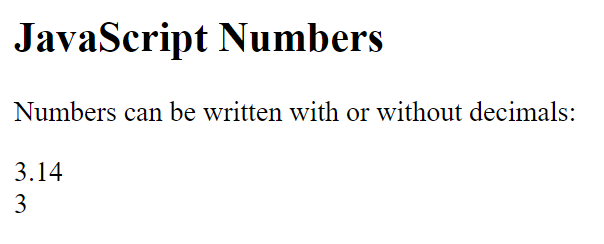 JavaScript Numbers
Numbers can be written with or without decimals:
3.14
3